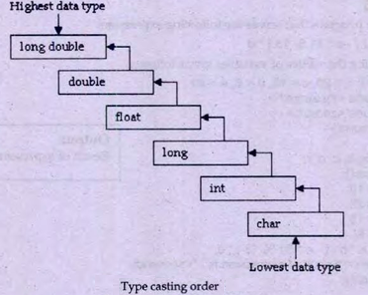 Highest data type
long double
double
float
long
int
char
Lowest data type
Type casting order